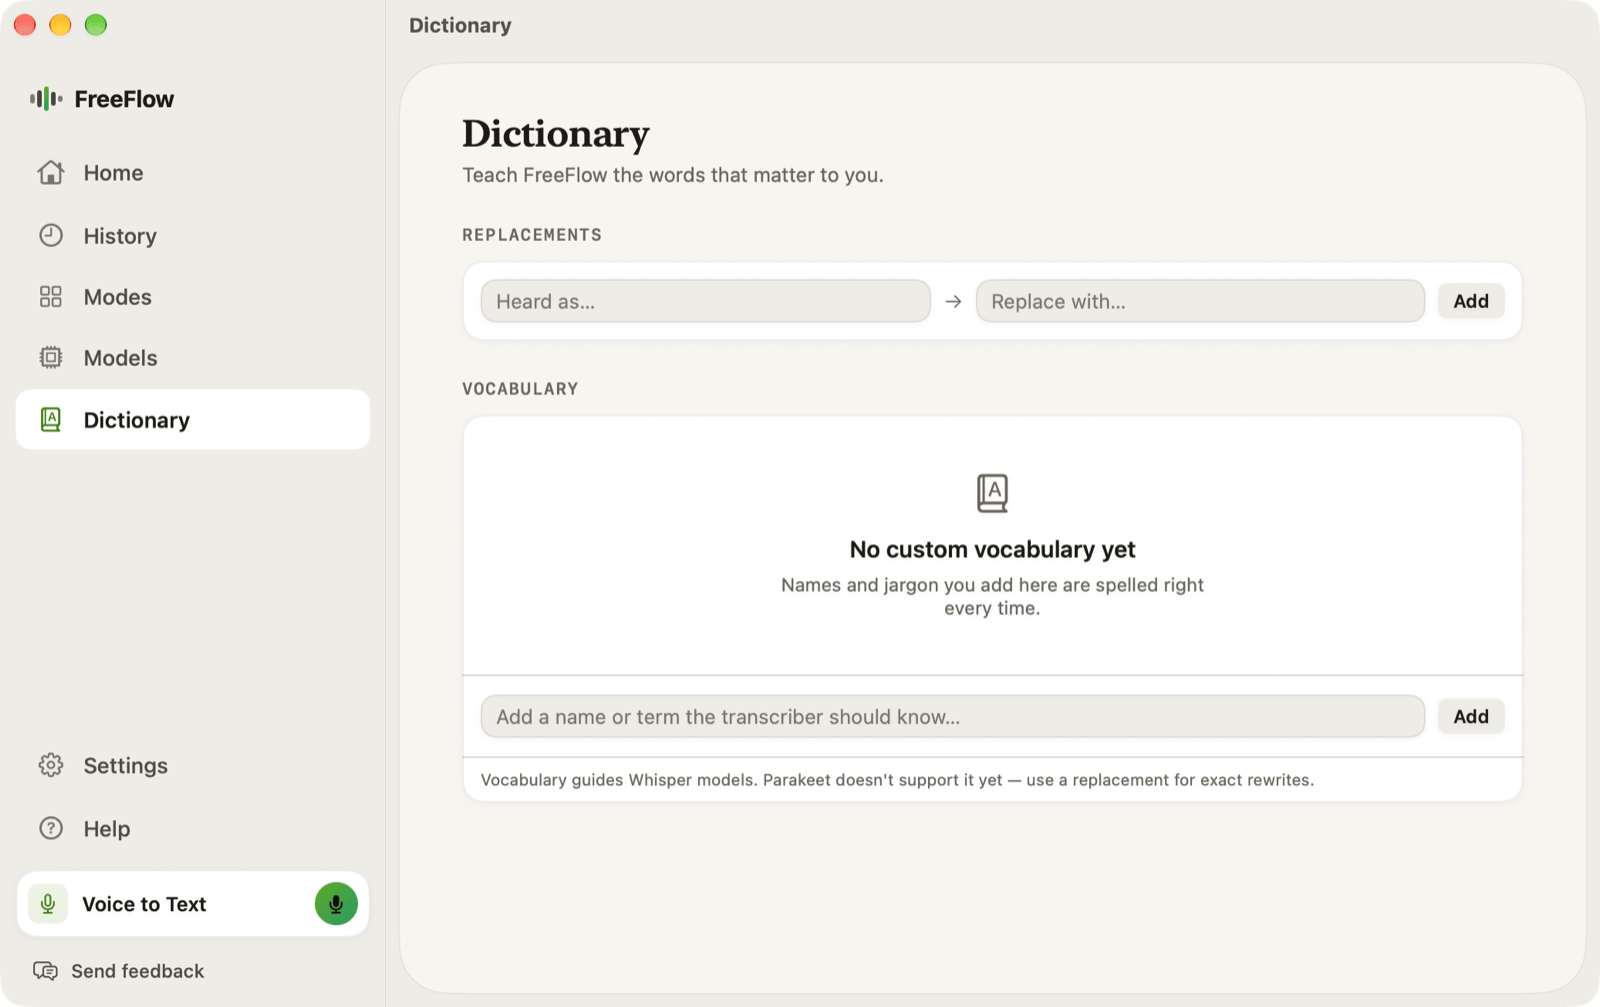 Dictionary
FreeFlow
Home
History
Modes
Models
Dictionary
Settings
Help
Voice to Text
Send feedback
Dictionary
Teach FreeFlow the words that matter to you.
REPLACEMENTS
Heard as... → Replace with... Add
VOCABULARY
A
No custom vocabulary yet
Names and jargon you add here are spelled right
every time.
Add a name or term the transcriber should know... Add
Vocabulary guides Whisper models. Parakeet doesn't support it yet — use a replacement for exact rewrites.